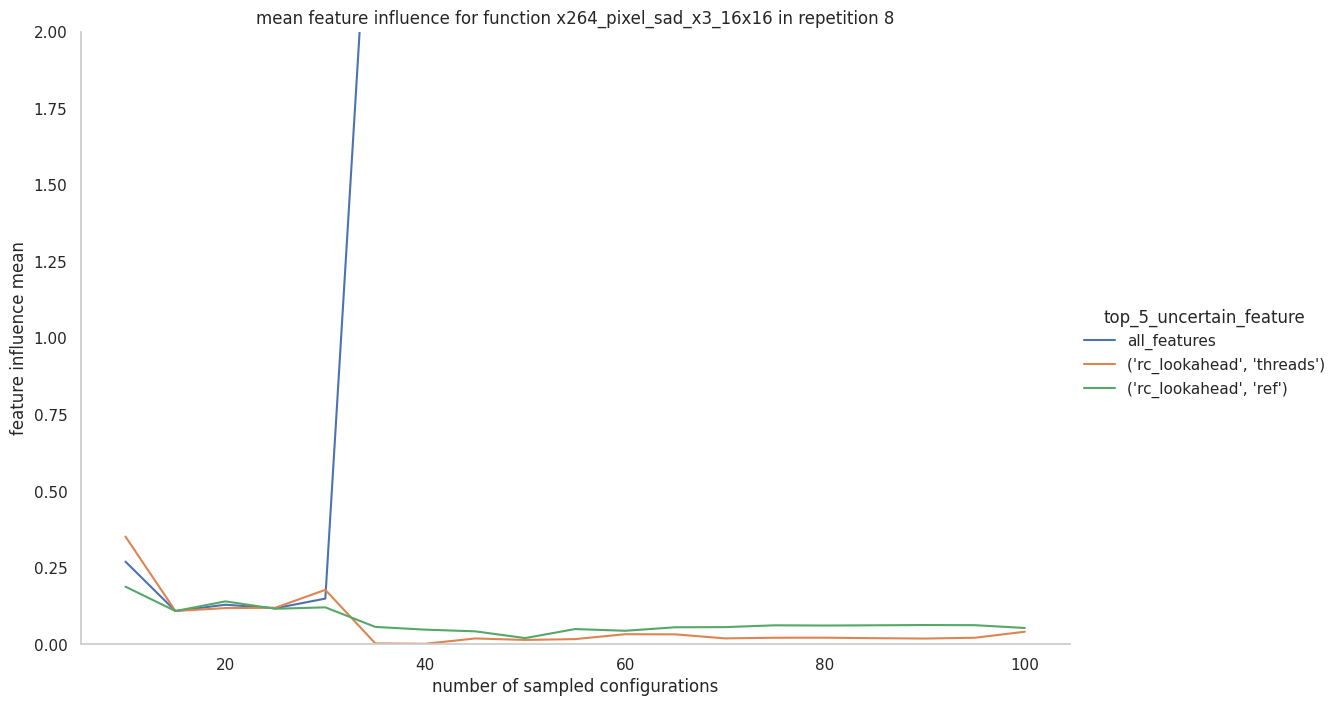 mean feature influence for function x264_pixel_sad_x3_16x16 in repetition 8
2.00
1.75
1.50
1.25
1.00
0.75
0.50
0.25
0.00
feature influence mean
20
40
60
80
100
number of sampled configurations
top_5_uncertain_feature
all_features
('rc_lookahead', 'threads')
('rc_lookahead', 'ref')